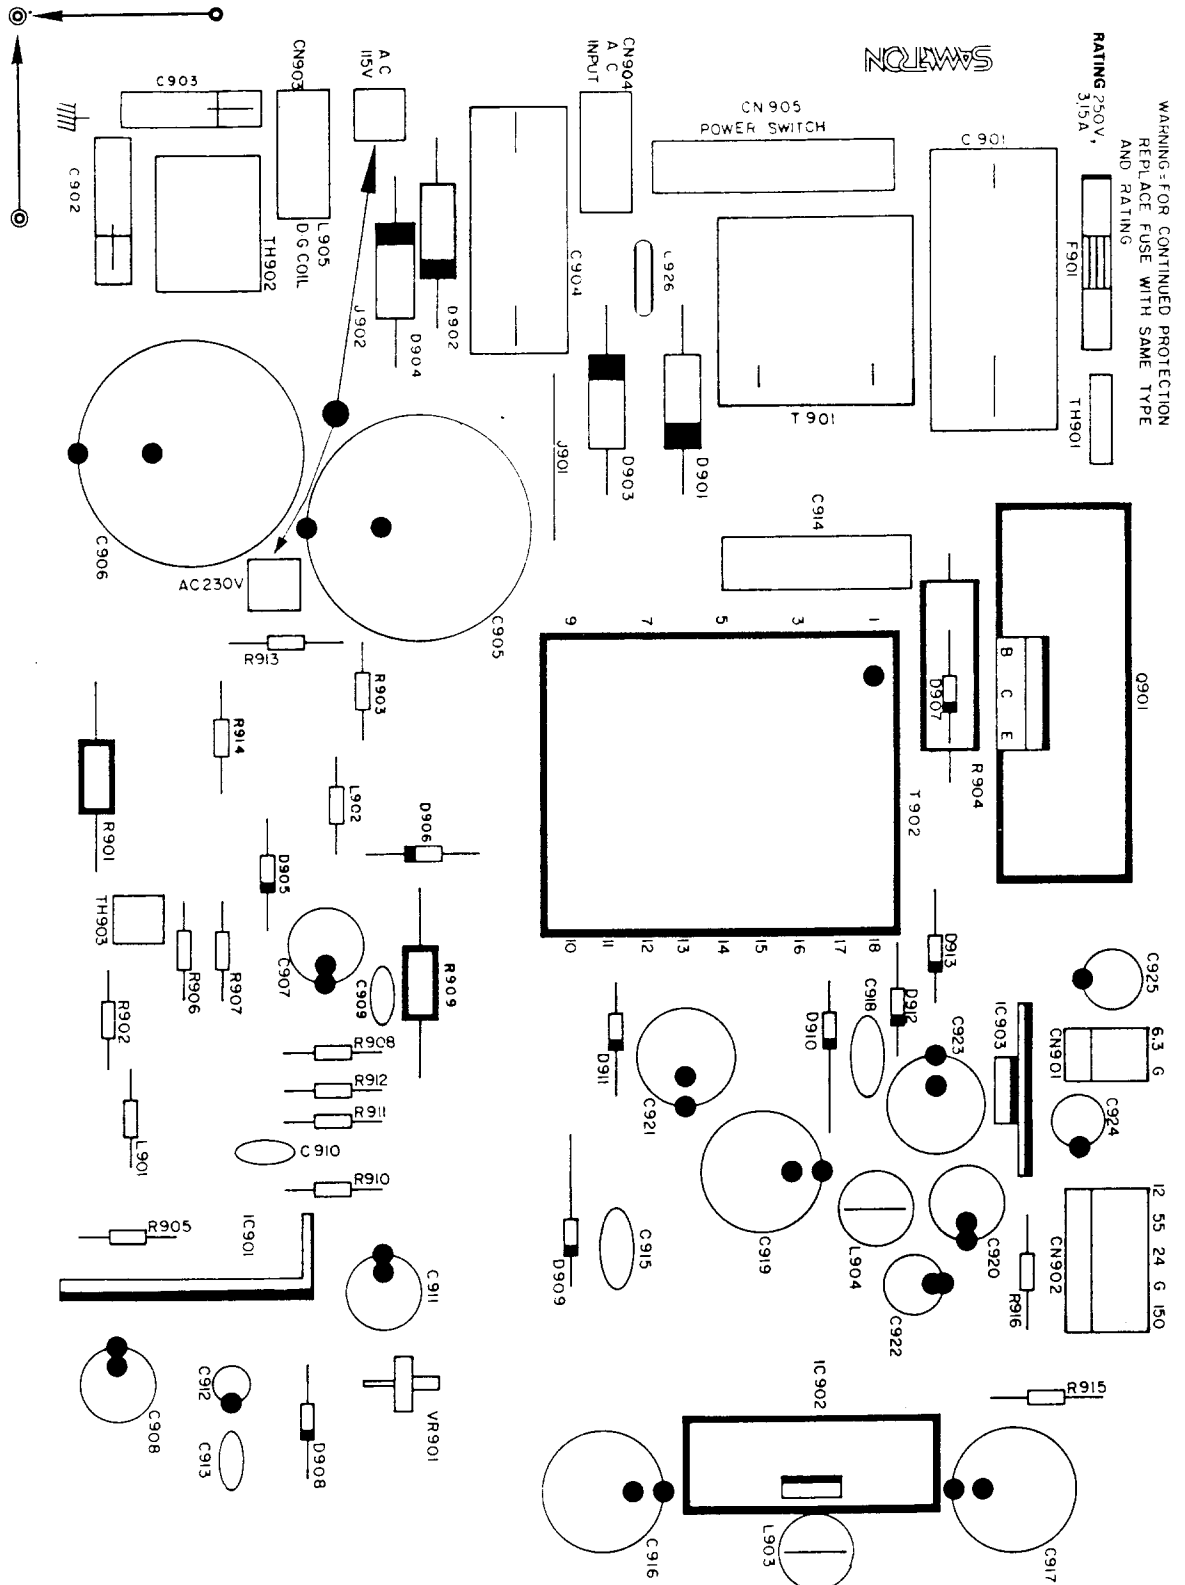 WARNING=FOR CONTINUED PROTECTION
REPLACE FUSE WITH SAME TYPE
AND RATING
RATING 250V,
3,15A
SAMTRON
F901
TH901
C901
CN905
POWER SWITCH
T901
CN904
A C
INPUT
C904
L926
A C
115V
CN903
L905
D·G COIL
C903
C902
TH902
J902
D904
D902
D903
D901
J901
C914
C906
C905
AC230V
R913
R903
R914
R901
L902
D906
D905
TH903
R906
R907
C907
C909
R909
R902
L901
R908
R912
R911
C910
R910
R905
IC901
C911
C908
C912
C913
D908
VR901
9
7
5
3
1
T902
10
11
12
13
14
15
16
17
18
D907
R904
B C E
Q901
D913
D912
C918
D910
D911
C921
C923
IC903
C925
6.3 G
CN901
C924
C919
L904
C920
C922
R916
12 55 24 G 150
CN902
D909
C915
R915
IC902
C916
L903
C917